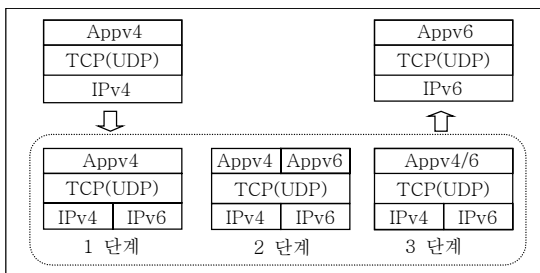 Appv4 Appv6
TCP(UDP) TCP(UDP)
IPv4 IPv6
Appv4 Appv4 Appv6 Appv4/6
TCP(UDP) TCP(UDP) TCP(UDP)
IPv4 IPv6 IPv4 IPv6 IPv4 IPv6
1 단계 2 단계 3 단계